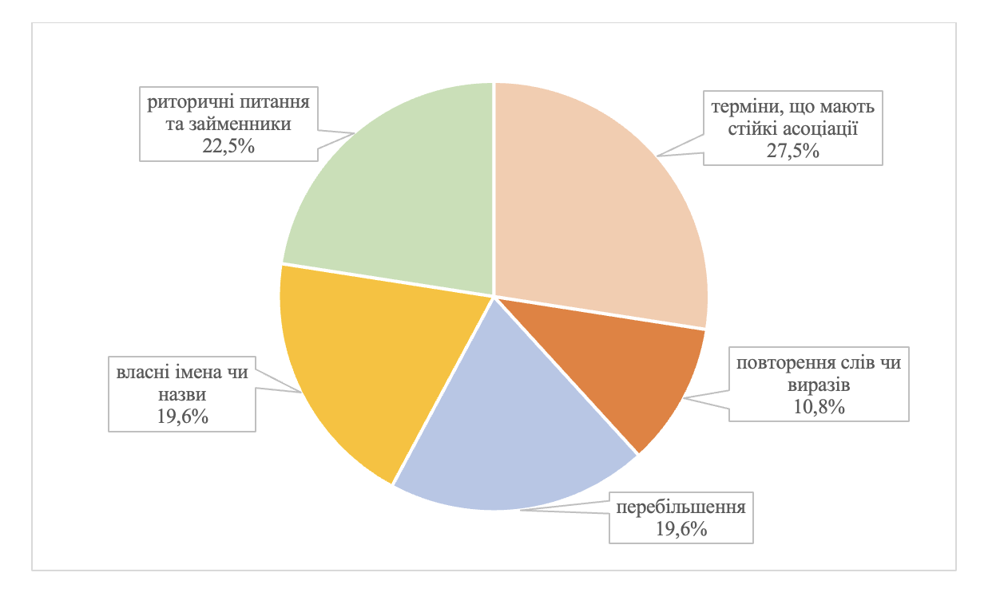 риторичні питання
та займенники
22,5%
терміни, що мають
стійкі асоціації
27,5%
власні імена чи
назви
19,6%
повторення слів чи
виразів
10,8%
перебільшення
19,6%